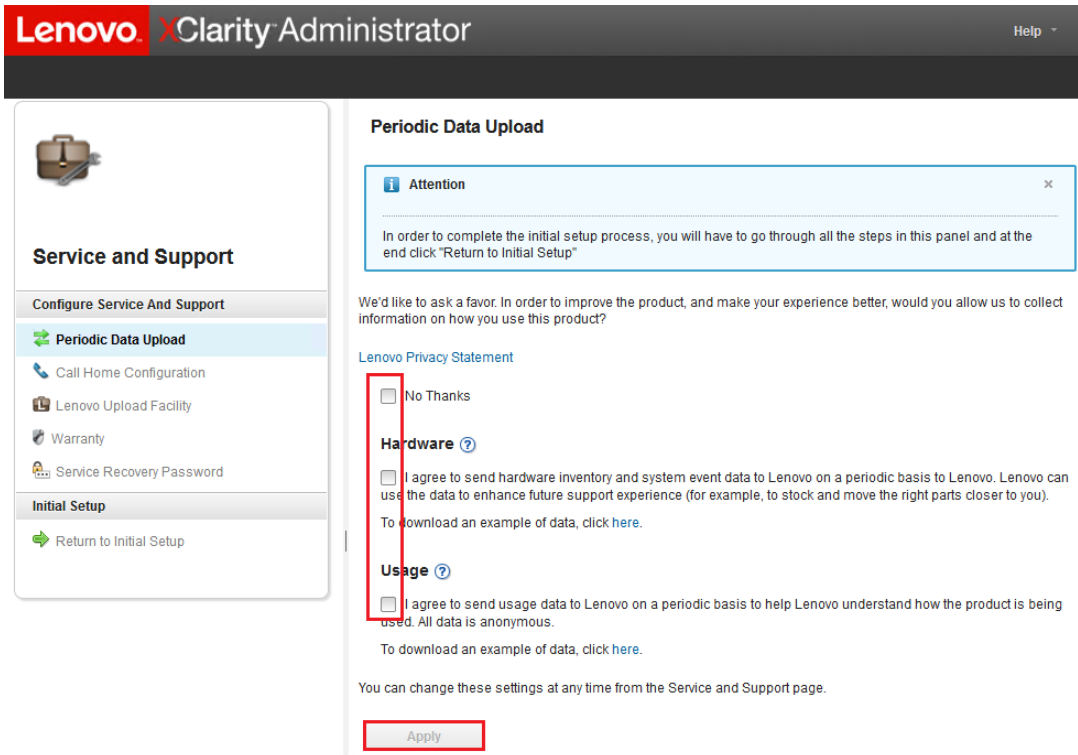 Lenovo. XClarity Administrator
Help
Service and Support
Configure Service And Support
Periodic Data Upload
Call Home Configuration
Lenovo Upload Facility
Warranty
Service Recovery Password
Initial Setup
Return to Initial Setup
Periodic Data Upload
Attention
In order to complete the initial setup process, you will have to go through all the steps in this panel and at the
end click "Return to Initial Setup"
We'd like to ask a favor. In order to improve the product, and make your experience better, would you allow us to collect
information on how you use this product?
Lenovo Privacy Statement
No Thanks
Hardware ?
I agree to send hardware inventory and system event data to Lenovo on a periodic basis to Lenovo. Lenovo can
use the data to enhance future support experience (for example, to stock and move the right parts closer to you).
To download an example of data, click here.
Usage ?
I agree to send usage data to Lenovo on a periodic basis to help Lenovo understand how the product is being
used. All data is anonymous.
To download an example of data, click here.
You can change these settings at any time from the Service and Support page.
Apply